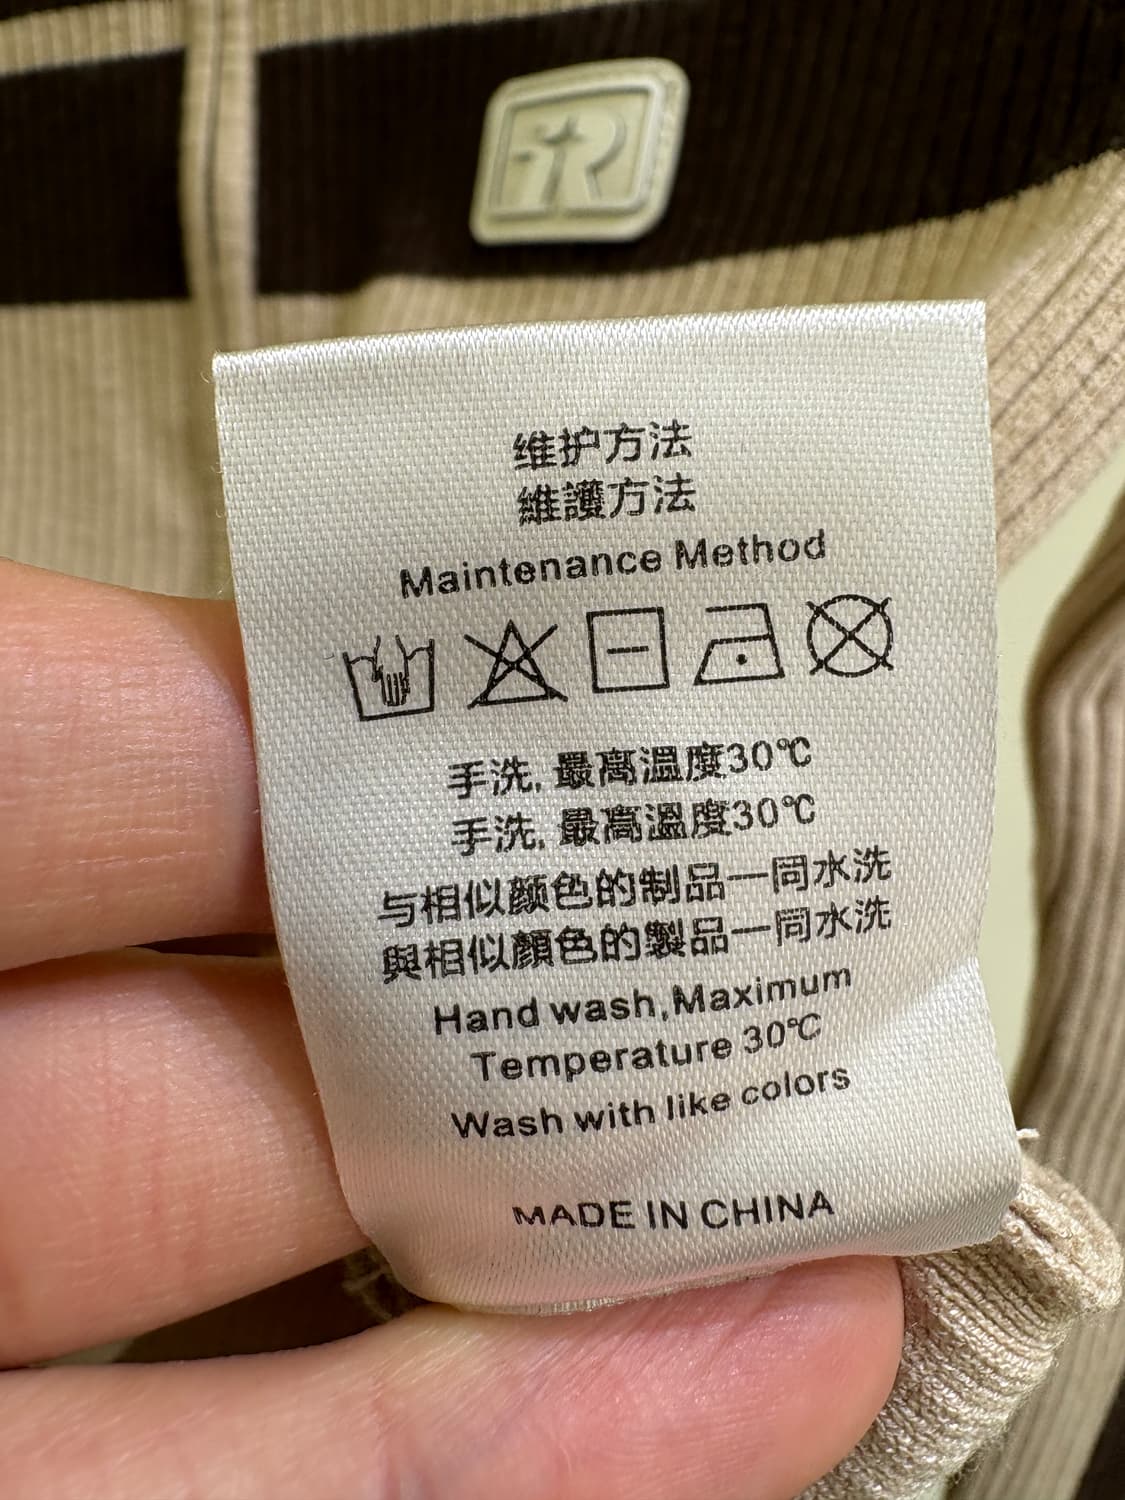 R
维护方法
維護方法
Maintenance Method
手洗, 最高温度30℃
手洗, 最高溫度30℃
与相似颜色的制品一同水洗
與相似顏色的製品一同水洗
Hand wash,Maximum
Temperature 30℃
Wash with like colors
MADE IN CHINA